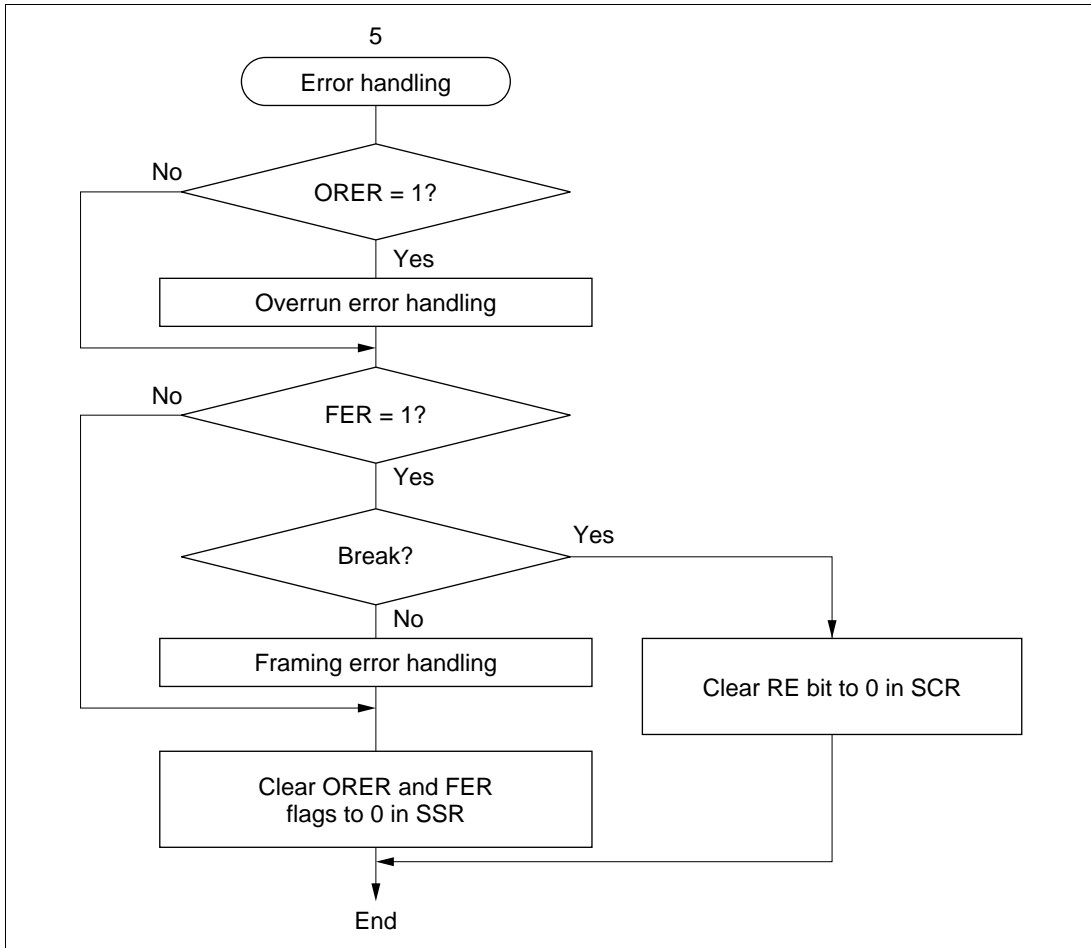 5
Error handling
No
ORER = 1?
Yes
Overrun error handling
No
FER = 1?
Yes
Break?
Yes
No
Framing error handling
Clear RE bit to 0 in SCR
Clear ORER and FER
flags to 0 in SSR
End